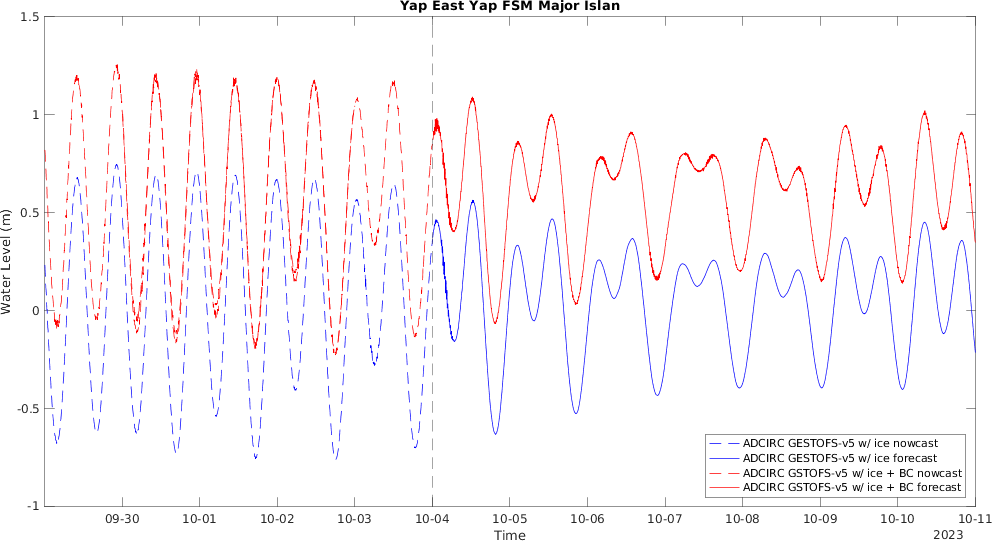 Yap East Yap FSM Major Islan
1.5
1
0.5
0
-0.5
-1
Water Level (m)
ADCIRC GESTOFS-v5 w/ ice nowcast
ADCIRC GESTOFS-v5 w/ ice forecast
ADCIRC GSTOFS-v5 w/ ice + BC nowcast
ADCIRC GSTOFS-v5 w/ ice + BC forecast
09-30 10-01 10-02 10-03 10-04 10-05 10-06 10-07 10-08 10-09 10-10 10-11
Time
2023